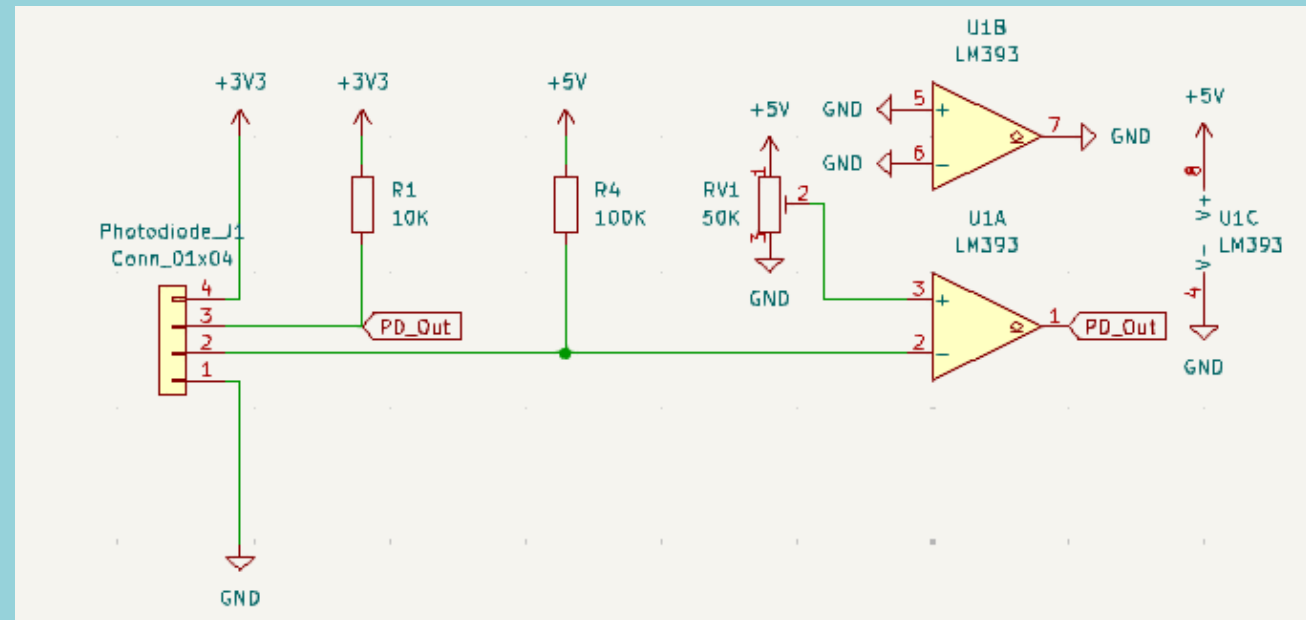 U1B
LM393
+3V3
+3V3
+5V
+5V
GND
5
+
7
GND
+5V
GND
6
-
8
R1
10K
R4
100K
RV1
50K
1
2
3
GND
U1A
LM393
V+
V-
U1C
LM393
4
GND
Photodiode_J1
Conn_01x04
4
3
PD_Out
2
1
3
+
2
-
1
PD_Out
GND